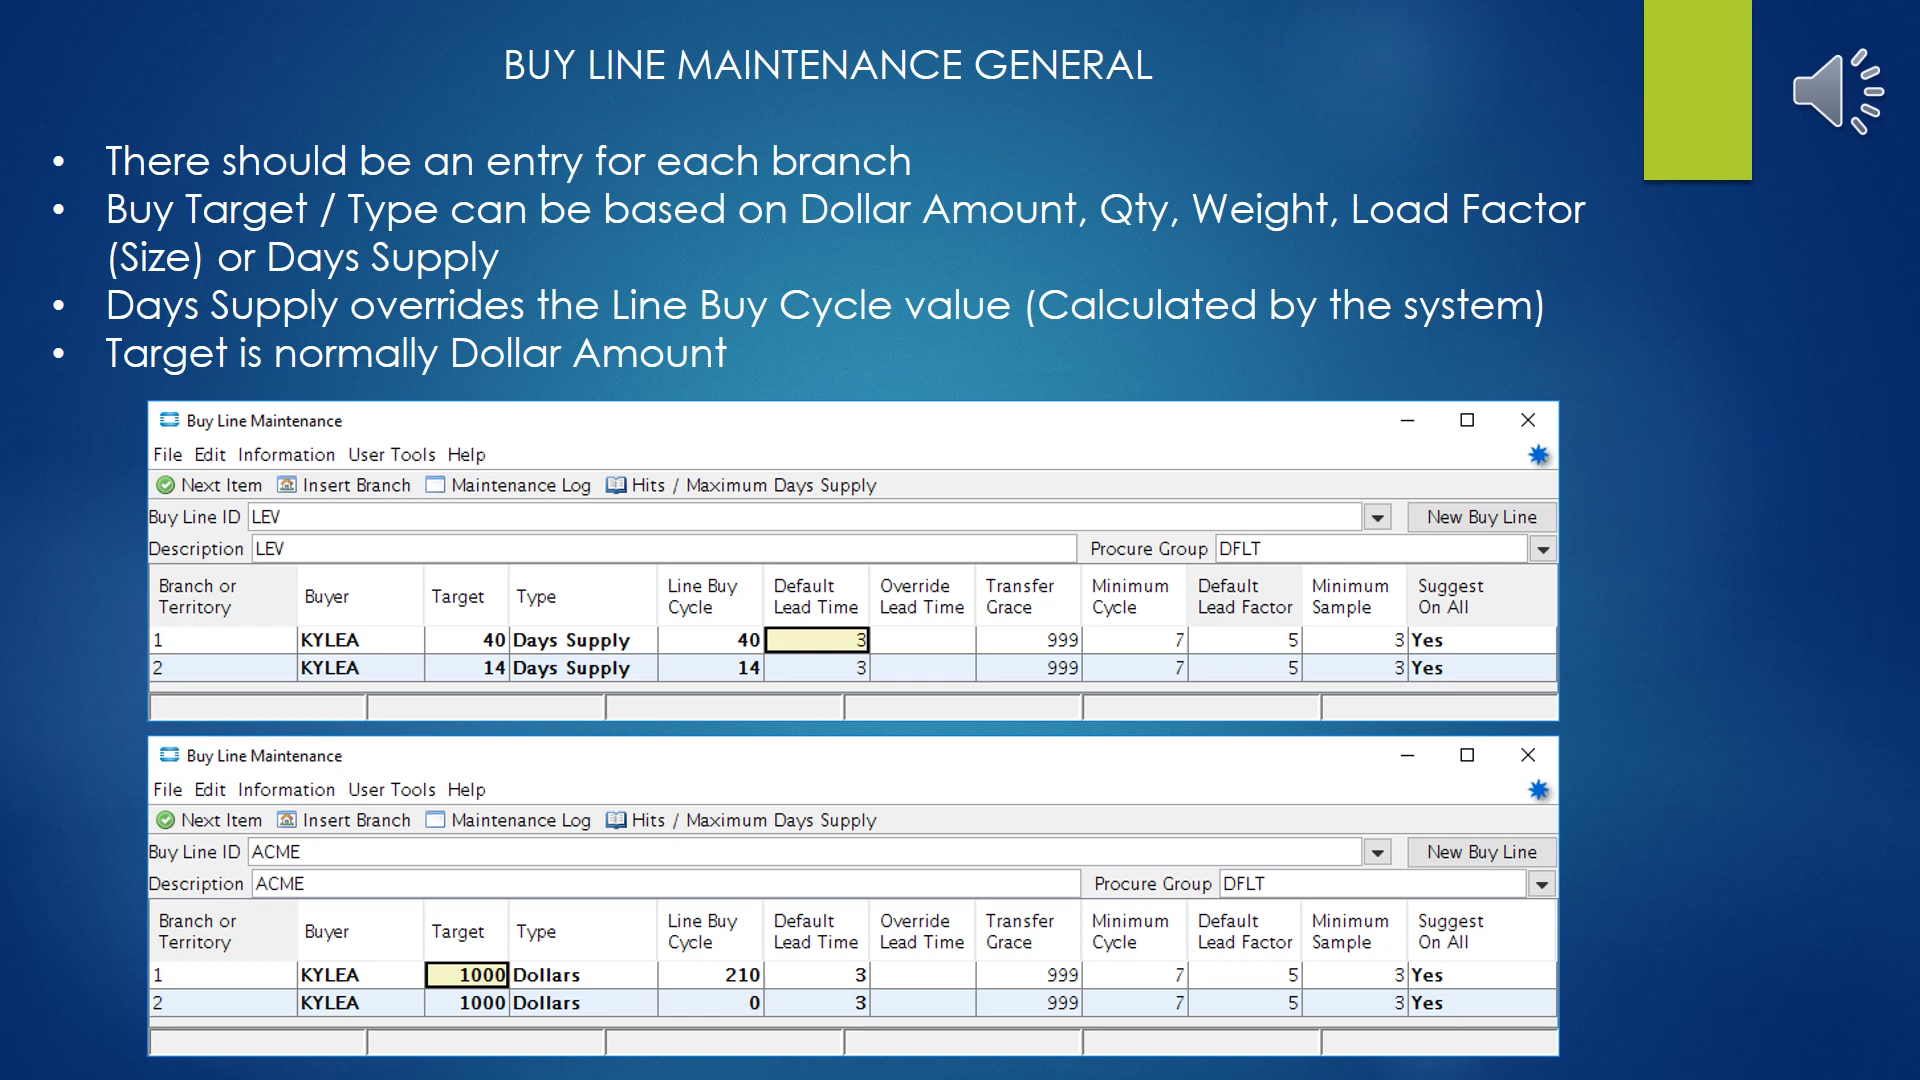 BUY LINE MAINTENANCE GENERAL
• There should be an entry for each branch
• Buy Target / Type can be based on Dollar Amount, Qty, Weight, Load Factor
(Size) or Days Supply
• Days Supply overrides the Line Buy Cycle value (Calculated by the system)
• Target is normally Dollar Amount
Buy Line Maintenance
File Edit Information User Tools Help
Next Item Insert Branch Maintenance Log Hits / Maximum Days Supply
Buy Line ID LEV New Buy Line
Description LEV Procure Group DFLT
Branch or Territory Buyer Target Type Line Buy Cycle Default Lead Time Override Lead Time Transfer Grace Minimum Cycle Default Lead Factor Minimum Sample Suggest On All
1 KYLEA 40 Days Supply 40 3 999 7 5 3 Yes
2 KYLEA 14 Days Supply 14 3 999 7 5 3 Yes
Buy Line Maintenance
File Edit Information User Tools Help
Next Item Insert Branch Maintenance Log Hits / Maximum Days Supply
Buy Line ID ACME New Buy Line
Description ACME Procure Group DFLT
Branch or Territory Buyer Target Type Line Buy Cycle Default Lead Time Override Lead Time Transfer Grace Minimum Cycle Default Lead Factor Minimum Sample Suggest On All
1 KYLEA 1000 Dollars 210 3 999 7 5 3 Yes
2 KYLEA 1000 Dollars 0 3 999 7 5 3 Yes